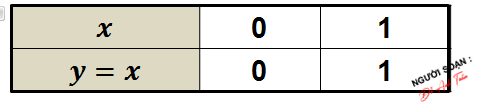 x 0 1
y = x 0 1
NGƯỜI SOẠN :